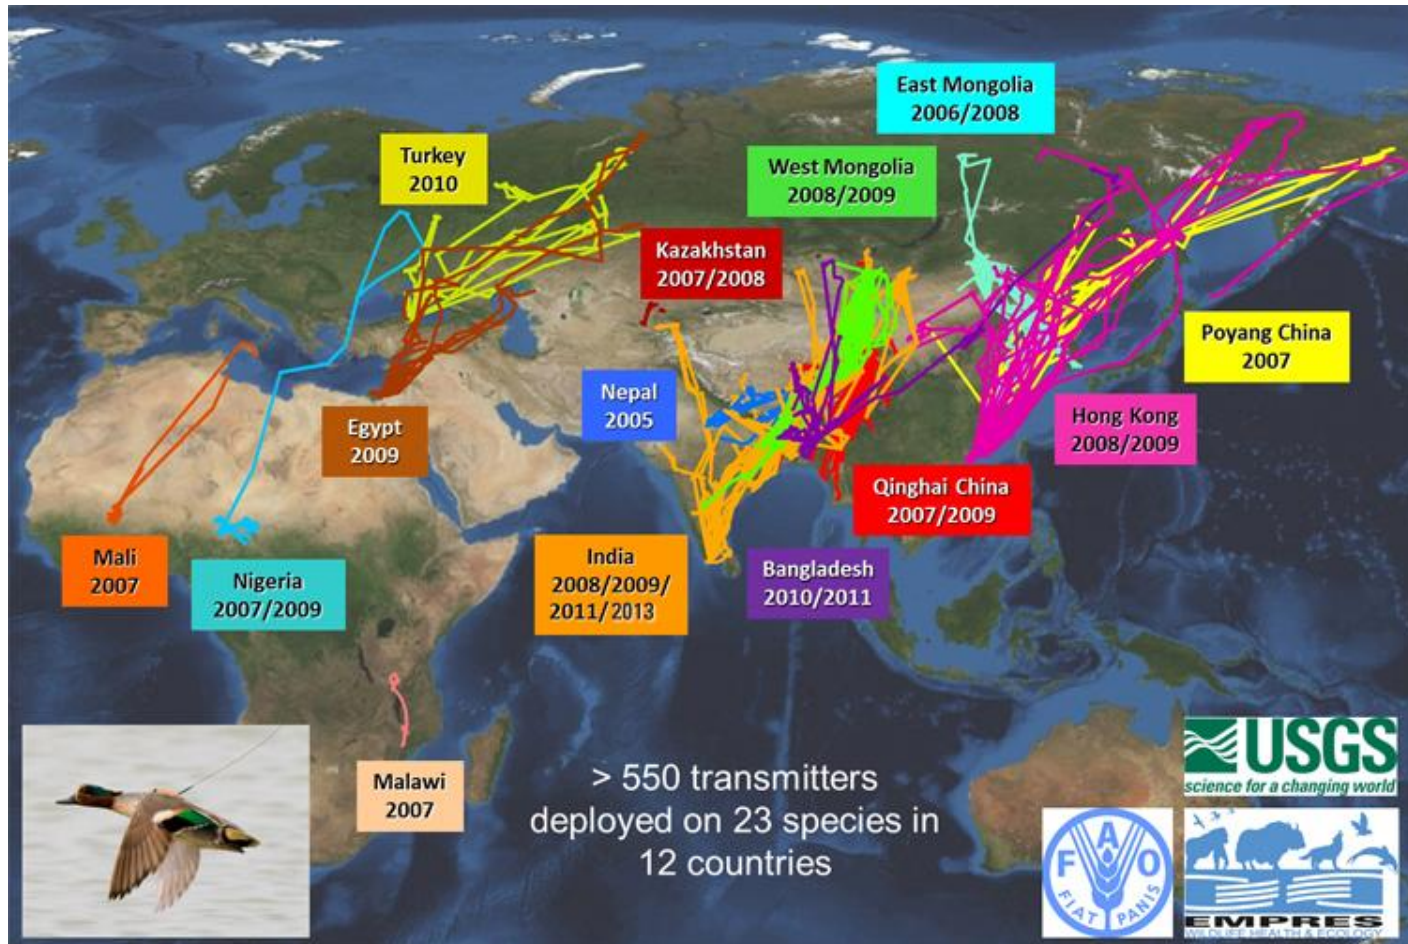 East Mongolia
2006/2008
Turkey
2010
West Mongolia
2008/2009
Kazakhstan
2007/2008
Poyang China
2007
Nepal
2005
Hong Kong
2008/2009
Egypt
2009
Qinghai China
2007/2009
Mali
2007
Nigeria
2007/2009
India
2008/2009/
2011/2013
Bangladesh
2010/2011
Malawi
2007
> 550 transmitters
deployed on 23 species in
12 countries
USGS
science for a changing world
FAO
FIAT PANIS
EMPRES
WILDLIFE HEALTH & ECOLOGY